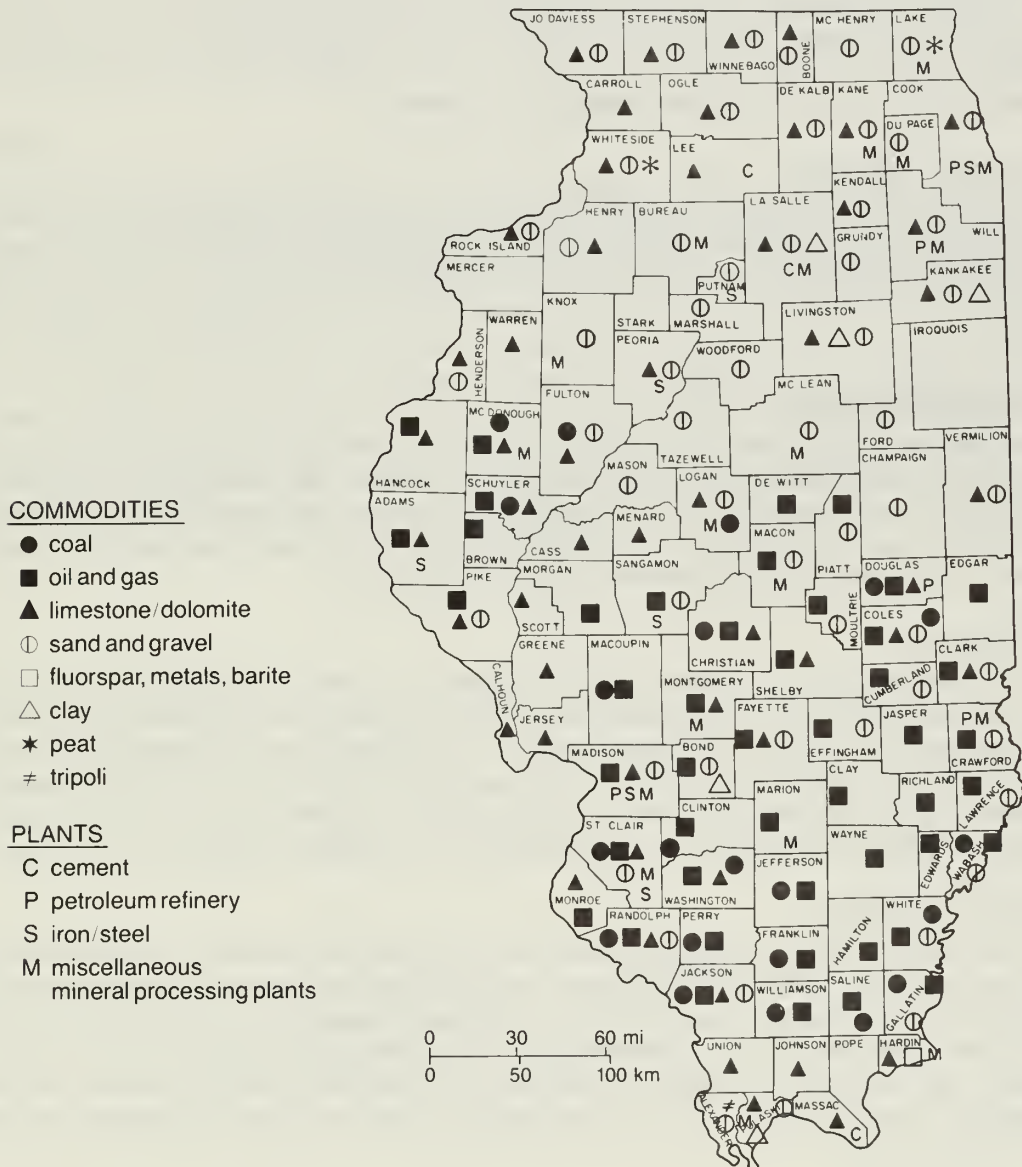 JO DAVIESS
STEPHENSON
WINNEBAGO
BOONE
MC HENRY
LAKE
M
CARROLL
OGLE
DE KALB
KANE
M
COOK
DU PAGE
M
PSM
WHITESIDE
LEE
C
KENDALL
HENRY
BUREAU
M
LA SALLE
CM
GRUNDY
WILL
PM
ROCK ISLAND
MERCER
PUTNAM
S
KANKAKEE
KNOX
M
STARK
MARSHALL
LIVINGSTON
IROQUOIS
HENDERSON
WARREN
PEORIA
S
WOODFORD
MC LEAN
M
FORD
FULTON
TAZEWELL
VERMILION
HANCOCK
MC DONOUGH
M
MASON
LOGAN
M
DE WITT
CHAMPAIGN
SCHUYLER
ADAMS
S
BROWN
CASS
MENARD
MACON
M
PIATT
PIKE
MORGAN
SCOTT
SANGAMON
S
MOULTRIE
DOUGLAS
P
EDGAR
COLES
CHRISTIAN
SHELBY
CLARK
CUMBERLAND
GREENE
MACOUPIN
MONTGOMERY
M
CALHOUN
JERSEY
FAYETTE
EFFINGHAM
JASPER
PM
CRAWFORD
MADISON
PSM
BOND
CLAY
RICHLAND
LAWRENCE
CLINTON
MARION
M
ST CLAIR
M
S
WAYNE
EDWARDS
WABASH
MONROE
WASHINGTON
JEFFERSON
RANDOLPH
PERRY
FRANKLIN
HAMILTON
WHITE
JACKSON
WILLIAMSON
SALINE
GALLATIN
UNION
JOHNSON
POPE
HARDIN
M
ALEXANDER
M
PULASKI
MASSAC
C
COMMODITIES
coal
oil and gas
limestone/dolomite
sand and gravel
fluorspar, metals, barite
clay
peat
tripoli
PLANTS
C cement
P petroleum refinery
S iron/steel
M miscellaneous
mineral processing plants
0 30 60 mi
0 50 100 km